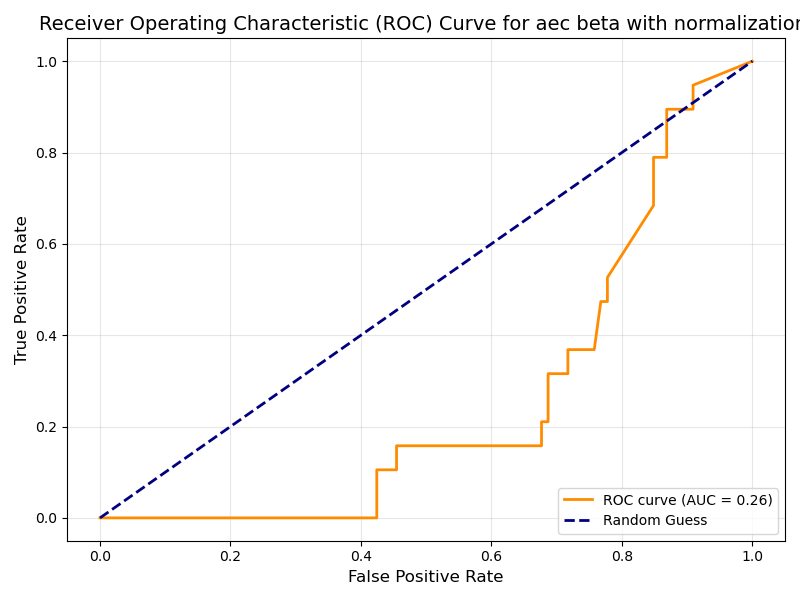 Receiver Operating Characteristic (ROC) Curve for aec beta with normalization
1.0
0.8
0.6
0.4
0.2
0.0
True Positive Rate
ROC curve (AUC = 0.26)
Random Guess
0.0 0.2 0.4 0.6 0.8 1.0
False Positive Rate